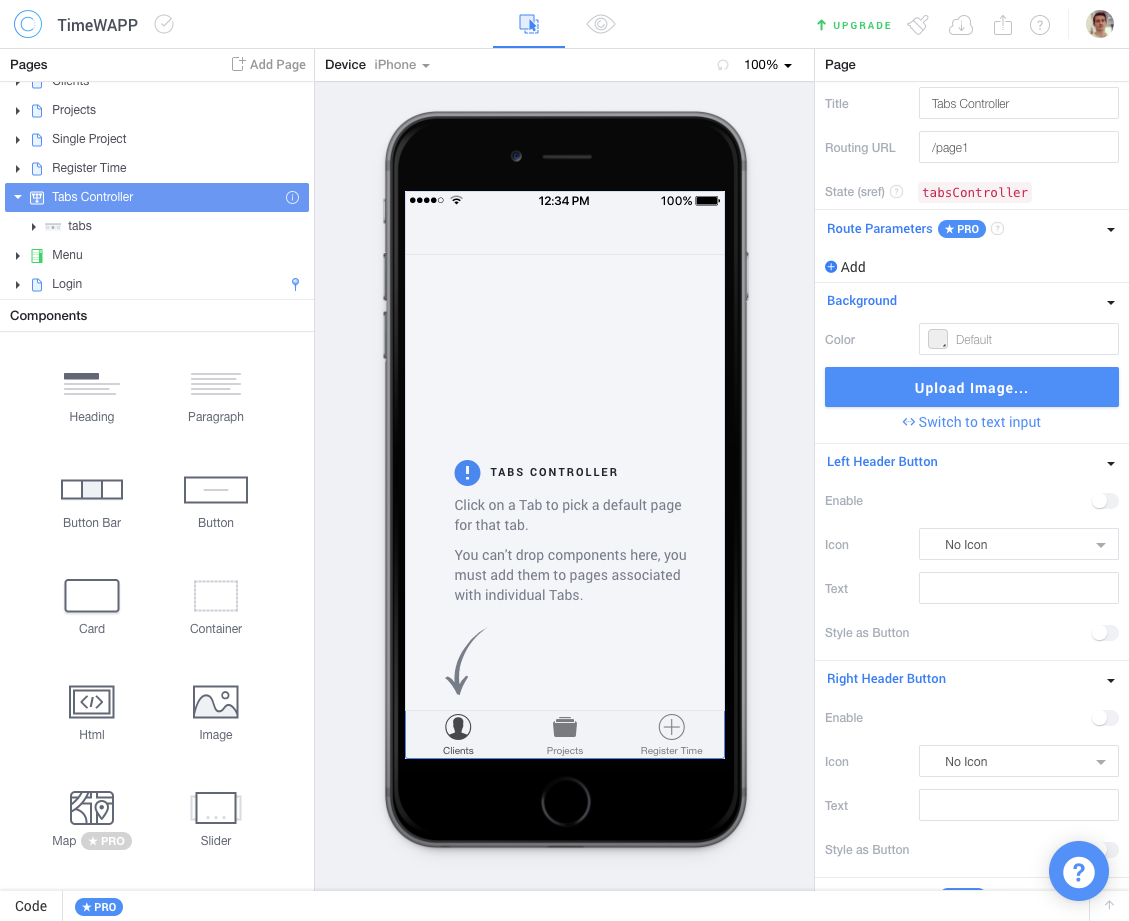 TimeWAPP
UPGRADE
Pages
Add Page
Clients
Projects
Single Project
Register Time
Tabs Controller
tabs
Menu
Login
Components
Heading
Paragraph
Button Bar
Button
Card
Container
Html
Image
Map
PRO
Slider
Code
PRO
Device iPhone
100%
12:34 PM
100%
TABS CONTROLLER
Click on a Tab to pick a default page
for that tab.
You can't drop components here, you
must add them to pages associated
with individual Tabs.
Clients
Projects
Register Time
Page
Title
Tabs Controller
Routing URL
/page1
State (sref) ?
tabsController
Route Parameters
PRO
?
Add
Background
Color
Default
Upload Image...
Switch to text input
Left Header Button
Enable
Icon
No Icon
Text
Style as Button
Right Header Button
Enable
Icon
No Icon
Text
Style as Button
?